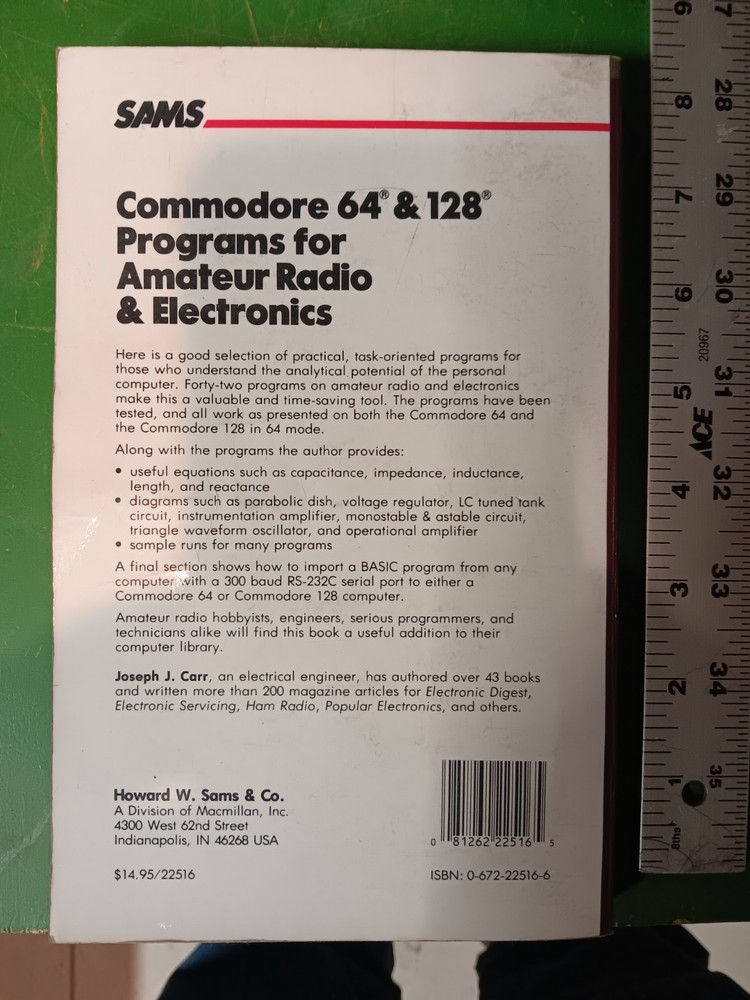 SAMS
Commodore 64® & 128®
Programs for
Amateur Radio
& Electronics
Here is a good selection of practical, task-oriented programs for
those who understand the analytical potential of the personal
computer. Forty-two programs on amateur radio and electronics
make this a valuable and time-saving tool. The programs have been
tested, and all work as presented on both the Commodore 64 and
the Commodore 128 in 64 mode.
Along with the programs the author provides:
• useful equations such as capacitance, impedance, inductance,
length, and reactance
• diagrams such as parabolic dish, voltage regulator, LC tuned tank
circuit, instrumentation amplifier, monostable & astable circuit,
triangle waveform oscillator, and operational amplifier
• sample runs for many programs
A final section shows how to import a BASIC program from any
computer with a 300 baud RS-232C serial port to either a
Commodore 64 or Commodore 128 computer.
Amateur radio hobbyists, engineers, serious programmers, and
technicians alike will find this book a useful addition to their
computer library.
Joseph J. Carr, an electrical engineer, has authored over 43 books
and written more than 200 magazine articles for Electronic Digest,
Electronic Servicing, Ham Radio, Popular Electronics, and others.
Howard W. Sams & Co.
A Division of Macmillan, Inc.
4300 West 62nd Street
Indianapolis, IN 46268 USA
$14.95/22516
0 81262 22516 5
ISBN: 0-672-22516-6
9 8 7 6 5 4 3 2 1
8ths
ACE
20967
27 28 29 30 31 32 33 34 35